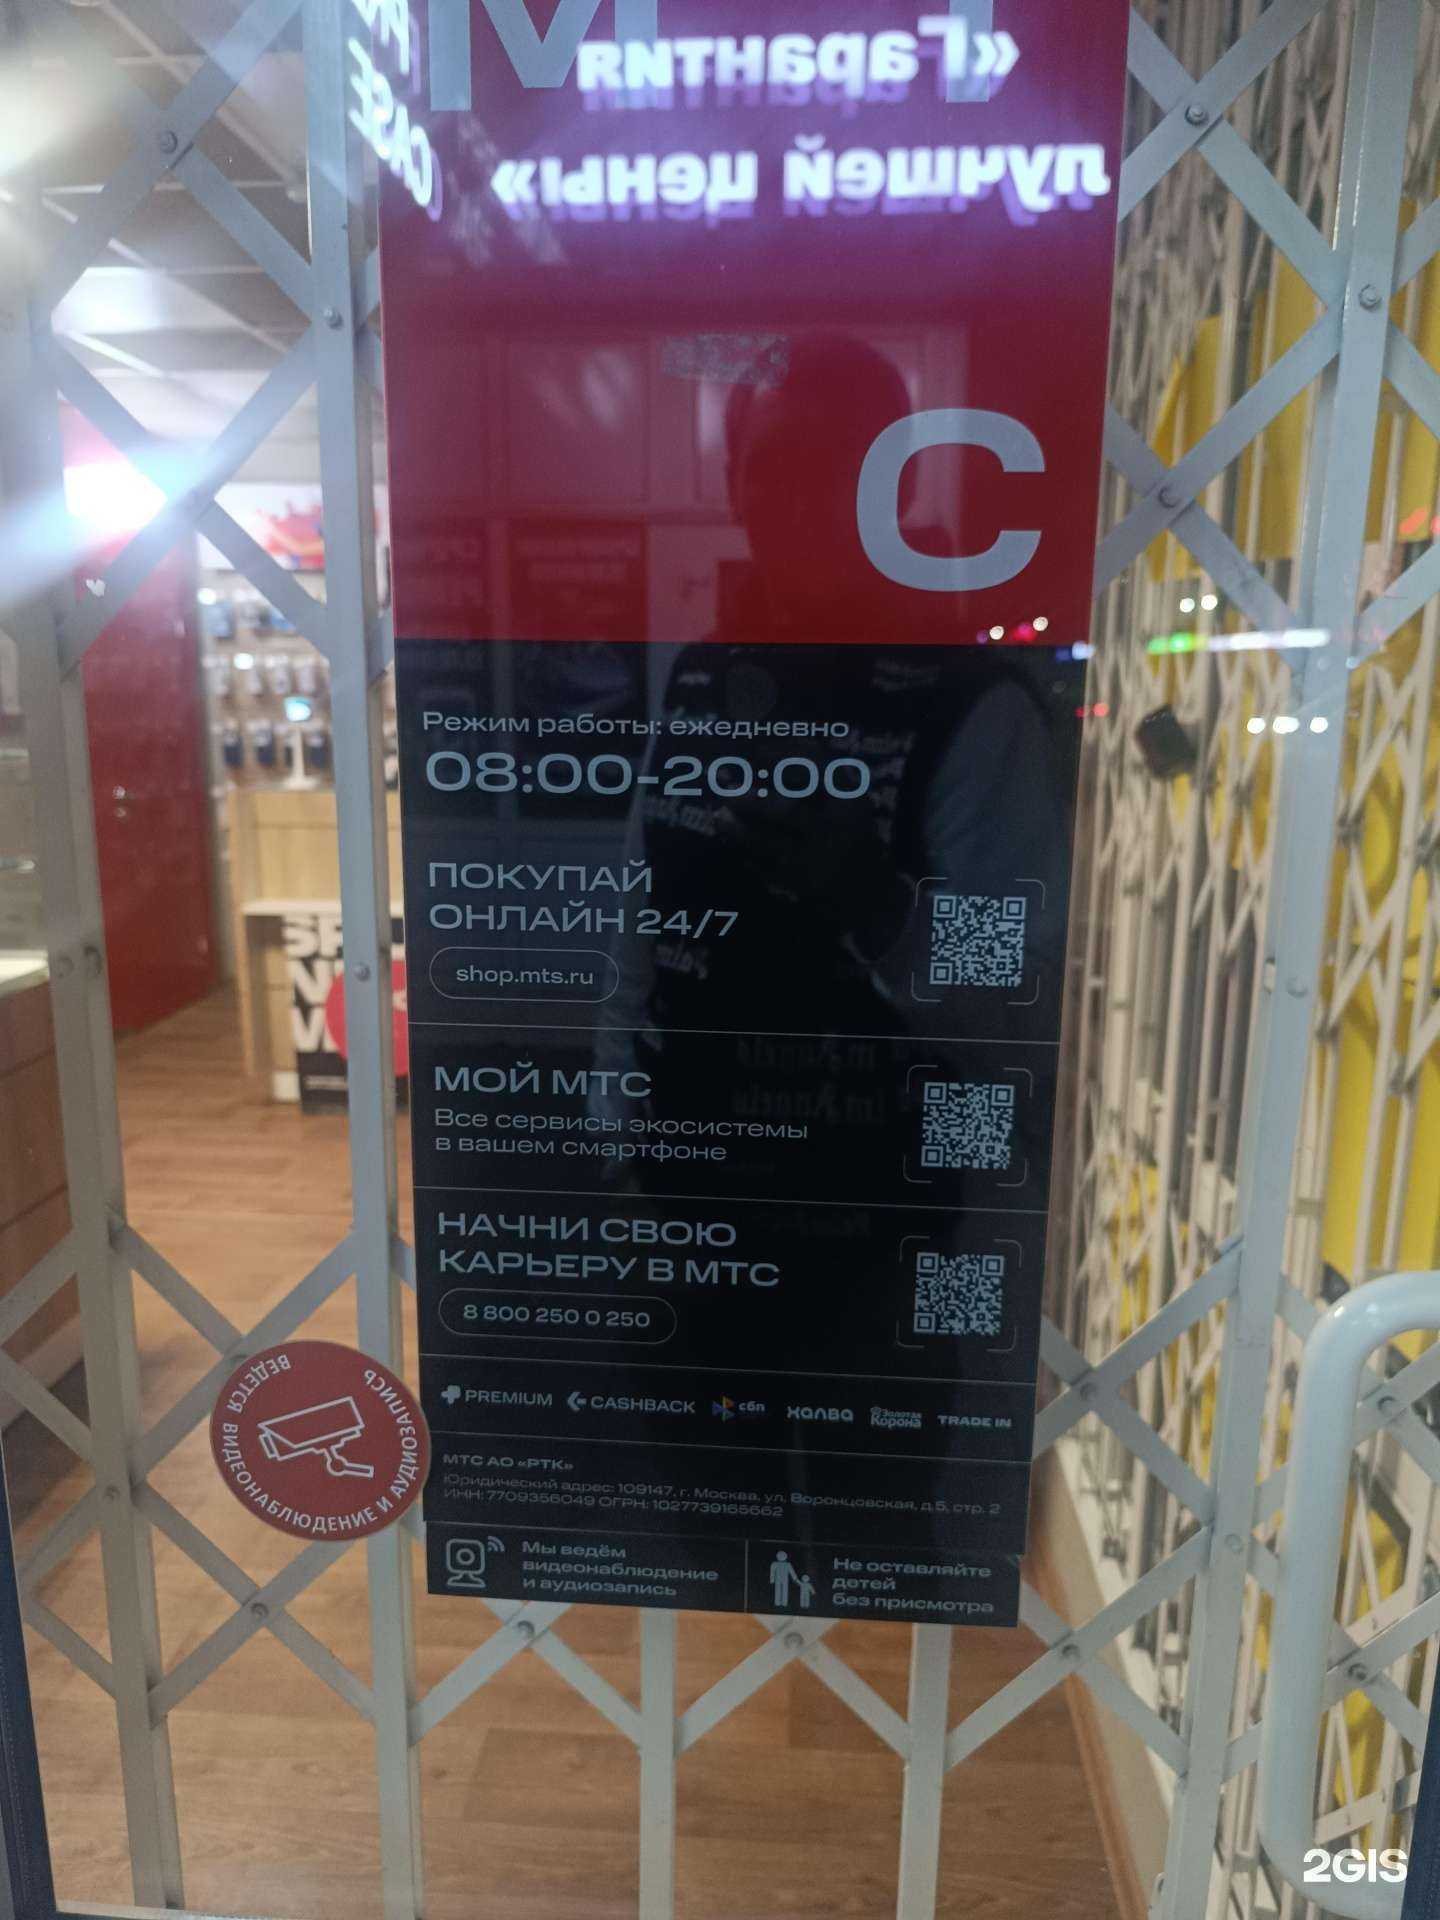 МТ
«Гарантия
лучшей цены»
CASE
С
Режим работы: ежедневно
08:00-20:00
ПОКУПАЙ
ОНЛАЙН 24/7
shop.mts.ru
МОЙ МТС
Все сервисы экосистемы
в вашем смартфоне
НАЧНИ СВОЮ
КАРЬЕРУ В МТС
8 800 250 0 250
PREMIUM CASHBACK сбп ХАЛВА Золотая Корона TRADE IN
МТС АО «РТК»
Юридический адрес: 109147, г. Москва, ул. Воронцовская, д.5, стр. 2
ИНН: 7709356049 ОГРН: 1027739165662
Мы ведём
видеонаблюдение
и аудиозапись
Не оставляйте
детей
без присмотра
ВЕДЕТСЯ ВИДЕОНАБЛЮДЕНИЕ И АУДИОЗАПИСЬ
2GIS